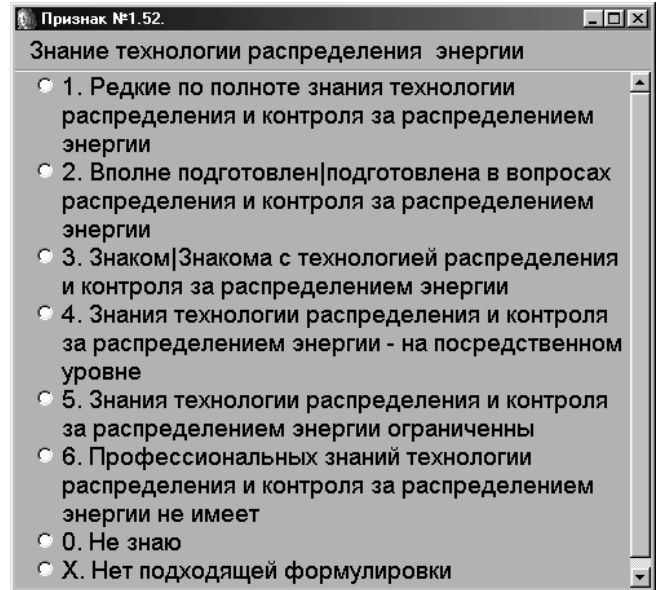 Признак №1.52.
Знание технологии распределения энергии
1. Редкие по полноте знания технологии
распределения и контроля за распределением
энергии
2. Вполне подготовлен|подготовлена в вопросах
распределения и контроля за распределением
энергии
3. Знаком|Знакома с технологией распределения
и контроля за распределением энергии
4. Знания технологии распределения и контроля
за распределением энергии - на посредственном
уровне
5. Знания технологии распределения и контроля
за распределением энергии ограниченны
6. Профессиональных знаний технологии
распределения и контроля за распределением
энергии не имеет
0. Не знаю
X. Нет подходящей формулировки